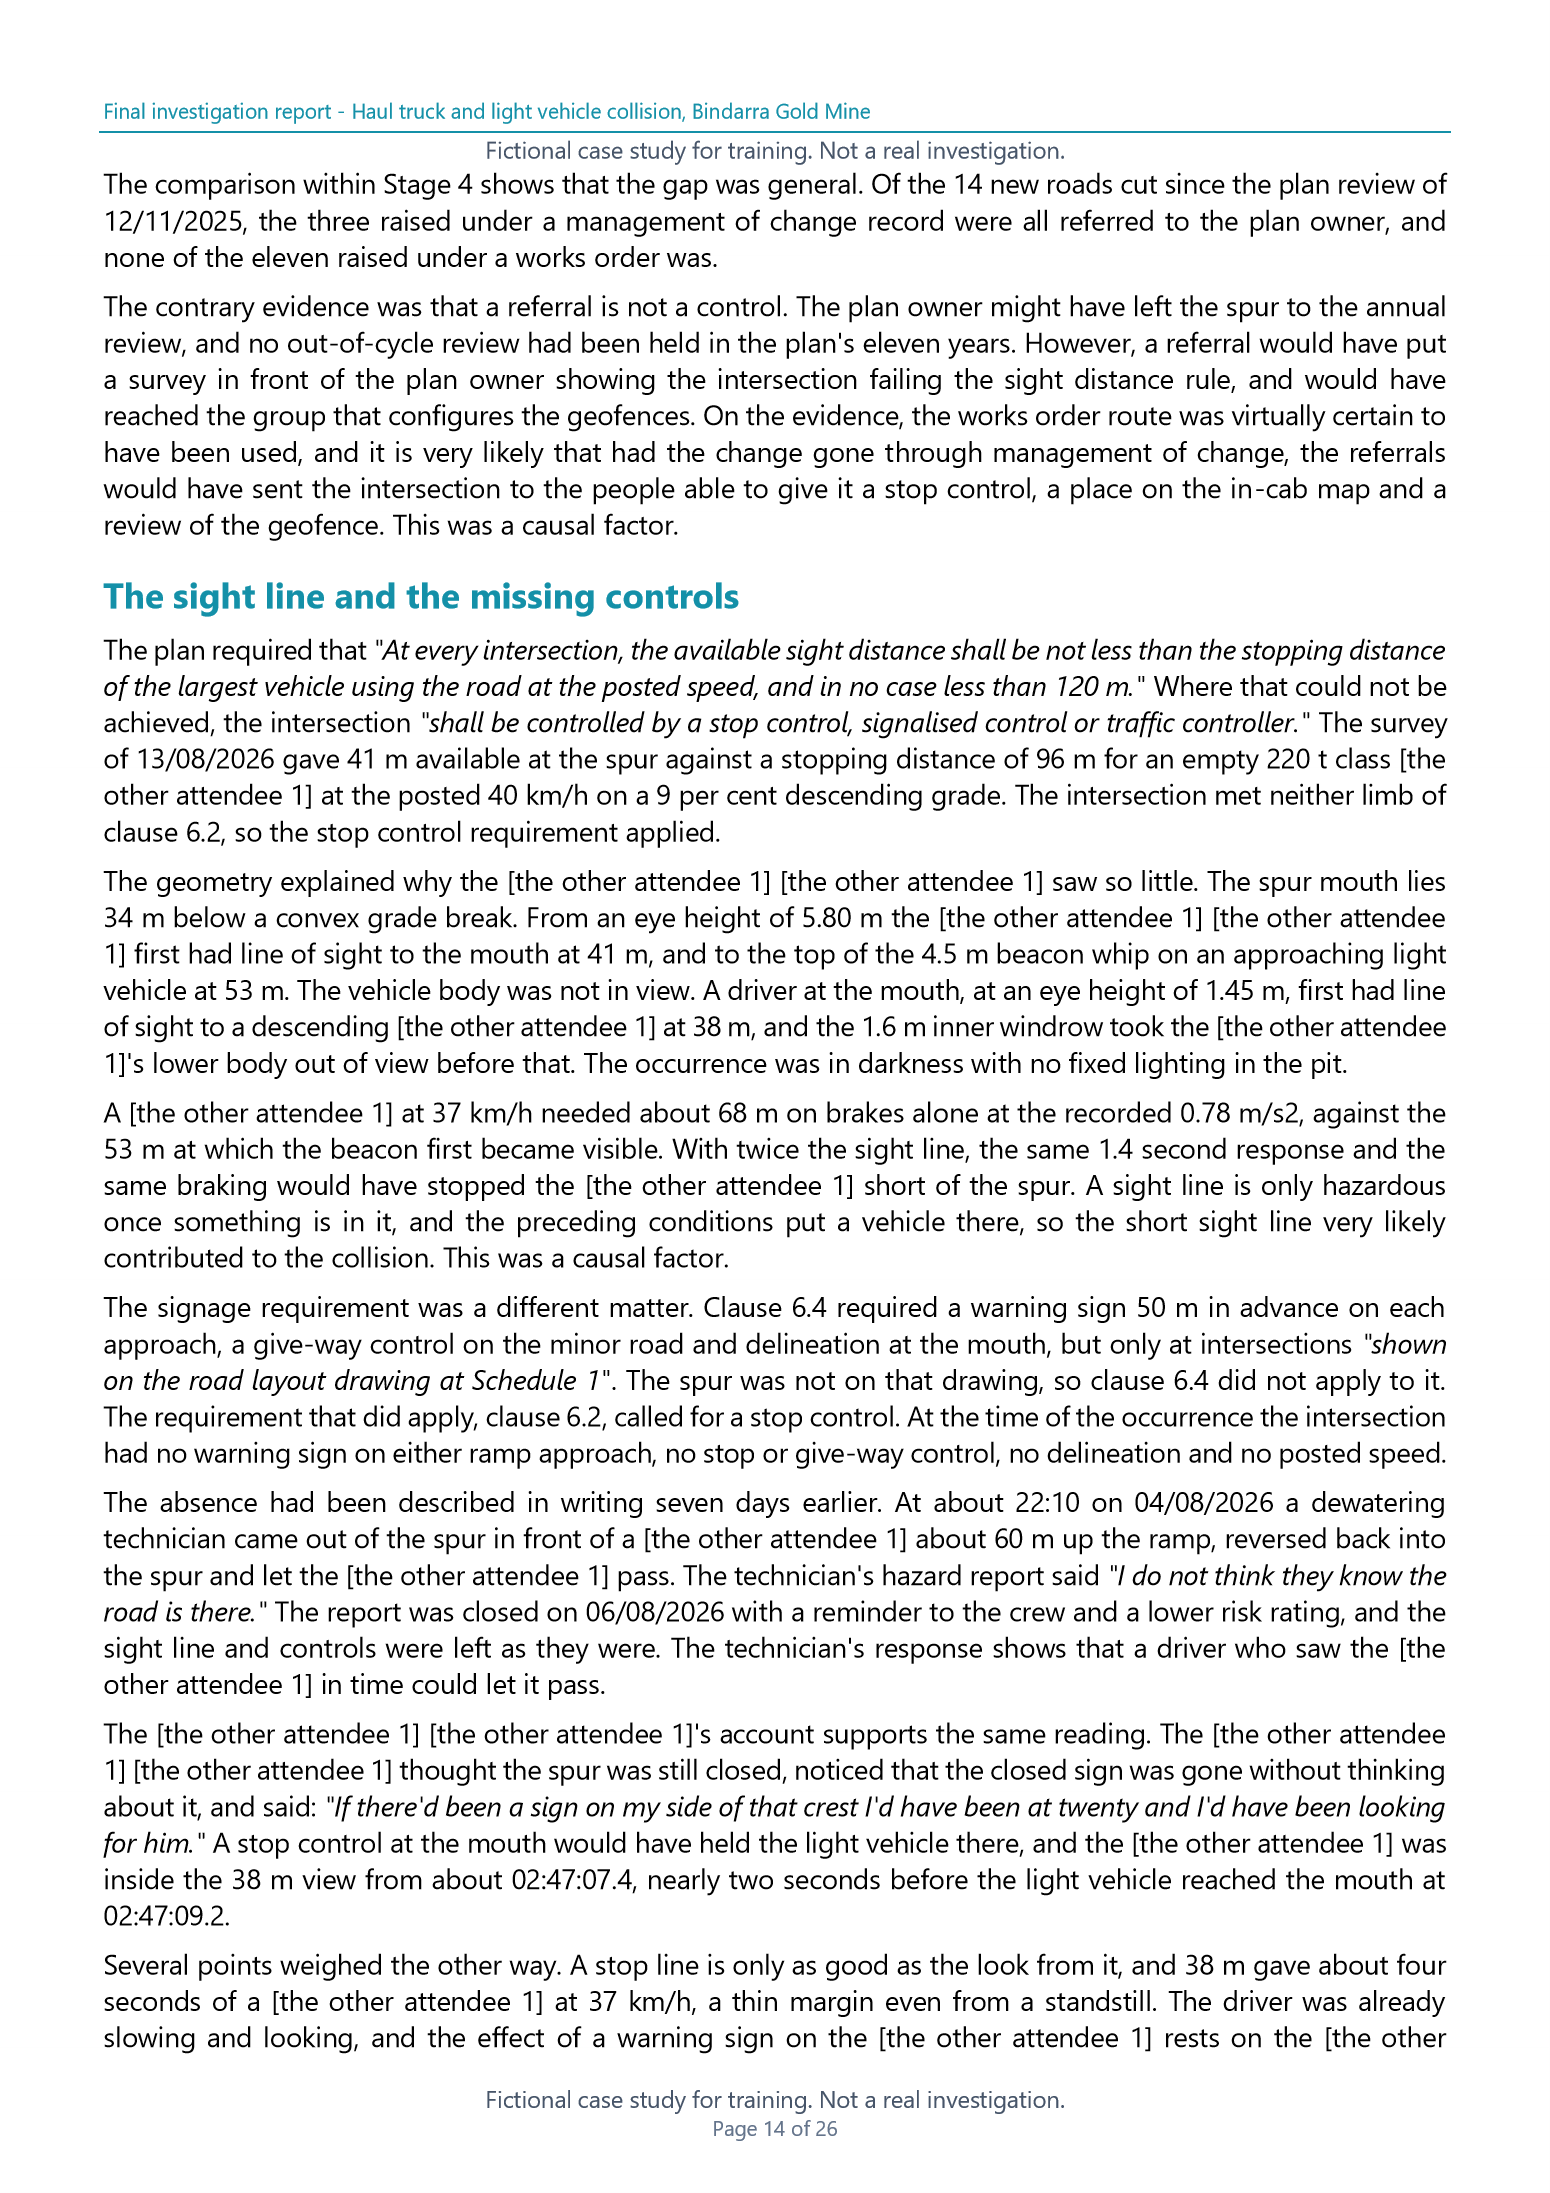 Final investigation report - Haul truck and light vehicle collision, Bindarra Gold Mine
Fictional case study for training. Not a real investigation.
The comparison within Stage 4 shows that the gap was general. Of the 14 new roads cut since the plan review of
12/11/2025, the three raised under a management of change record were all referred to the plan owner, and
none of the eleven raised under a works order was.
The contrary evidence was that a referral is not a control. The plan owner might have left the spur to the annual
review, and no out-of-cycle review had been held in the plan's eleven years. However, a referral would have put
a survey in front of the plan owner showing the intersection failing the sight distance rule, and would have
reached the group that configures the geofences. On the evidence, the works order route was virtually certain to
have been used, and it is very likely that had the change gone through management of change, the referrals
would have sent the intersection to the people able to give it a stop control, a place on the in-cab map and a
review of the geofence. This was a causal factor.
The sight line and the missing controls
The plan required that "At every intersection, the available sight distance shall be not less than the stopping distance
of the largest vehicle using the road at the posted speed, and in no case less than 120 m." Where that could not be
achieved, the intersection "shall be controlled by a stop control, signalised control or traffic controller." The survey
of 13/08/2026 gave 41 m available at the spur against a stopping distance of 96 m for an empty 220 t class [the
other attendee 1] at the posted 40 km/h on a 9 per cent descending grade. The intersection met neither limb of
clause 6.2, so the stop control requirement applied.
The geometry explained why the [the other attendee 1] [the other attendee 1] saw so little. The spur mouth lies
34 m below a convex grade break. From an eye height of 5.80 m the [the other attendee 1] [the other attendee
1] first had line of sight to the mouth at 41 m, and to the top of the 4.5 m beacon whip on an approaching light
vehicle at 53 m. The vehicle body was not in view. A driver at the mouth, at an eye height of 1.45 m, first had line
of sight to a descending [the other attendee 1] at 38 m, and the 1.6 m inner windrow took the [the other attendee
1]'s lower body out of view before that. The occurrence was in darkness with no fixed lighting in the pit.
A [the other attendee 1] at 37 km/h needed about 68 m on brakes alone at the recorded 0.78 m/s2, against the
53 m at which the beacon first became visible. With twice the sight line, the same 1.4 second response and the
same braking would have stopped the [the other attendee 1] short of the spur. A sight line is only hazardous
once something is in it, and the preceding conditions put a vehicle there, so the short sight line very likely
contributed to the collision. This was a causal factor.
The signage requirement was a different matter. Clause 6.4 required a warning sign 50 m in advance on each
approach, a give-way control on the minor road and delineation at the mouth, but only at intersections "shown
on the road layout drawing at Schedule 1". The spur was not on that drawing, so clause 6.4 did not apply to it.
The requirement that did apply, clause 6.2, called for a stop control. At the time of the occurrence the intersection
had no warning sign on either ramp approach, no stop or give-way control, no delineation and no posted speed.
The absence had been described in writing seven days earlier. At about 22:10 on 04/08/2026 a dewatering
technician came out of the spur in front of a [the other attendee 1] about 60 m up the ramp, reversed back into
the spur and let the [the other attendee 1] pass. The technician's hazard report said "I do not think they know the
road is there." The report was closed on 06/08/2026 with a reminder to the crew and a lower risk rating, and the
sight line and controls were left as they were. The technician's response shows that a driver who saw the [the
other attendee 1] in time could let it pass.
The [the other attendee 1] [the other attendee 1]'s account supports the same reading. The [the other attendee
1] [the other attendee 1] thought the spur was still closed, noticed that the closed sign was gone without thinking
about it, and said: "If there'd been a sign on my side of that crest I'd have been at twenty and I'd have been looking
for him." A stop control at the mouth would have held the light vehicle there, and the [the other attendee 1] was
inside the 38 m view from about 02:47:07.4, nearly two seconds before the light vehicle reached the mouth at
02:47:09.2.
Several points weighed the other way. A stop line is only as good as the look from it, and 38 m gave about four
seconds of a [the other attendee 1] at 37 km/h, a thin margin even from a standstill. The driver was already
slowing and looking, and the effect of a warning sign on the [the other attendee 1] rests on the [the other
Fictional case study for training. Not a real investigation.
Page 14 of 26